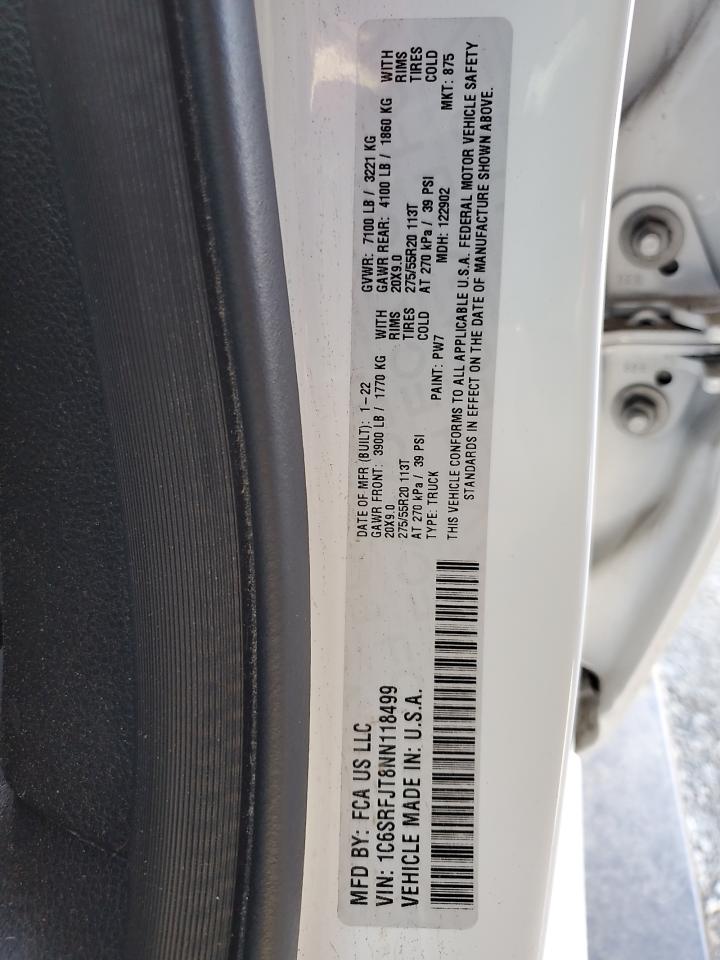 MFD BY: FCA US LLC
VIN: 1C6SRFJT8NN118499
VEHICLE MADE IN: U.S.A.
DATE OF MFR (BUILT): 1-22
GAWR FRONT: 3900 LB / 1770 KG WITH
20X9.0 RIMS
275/55R20 113T TIRES
AT 270 kPa / 39 PSI COLD
TYPE: TRUCK PAINT: PW7
GVWR: 7100 LB / 3221 KG
GAWR REAR: 4100 LB / 1860 KG WITH
20X9.0 RIMS
275/55R20 113T TIRES
AT 270 kPa / 39 PSI COLD
MDH: 122902 MKT: 875
THIS VEHICLE CONFORMS TO ALL APPLICABLE U.S.A. FEDERAL MOTOR VEHICLE SAFETY
STANDARDS IN EFFECT ON THE DATE OF MANUFACTURE SHOWN ABOVE.